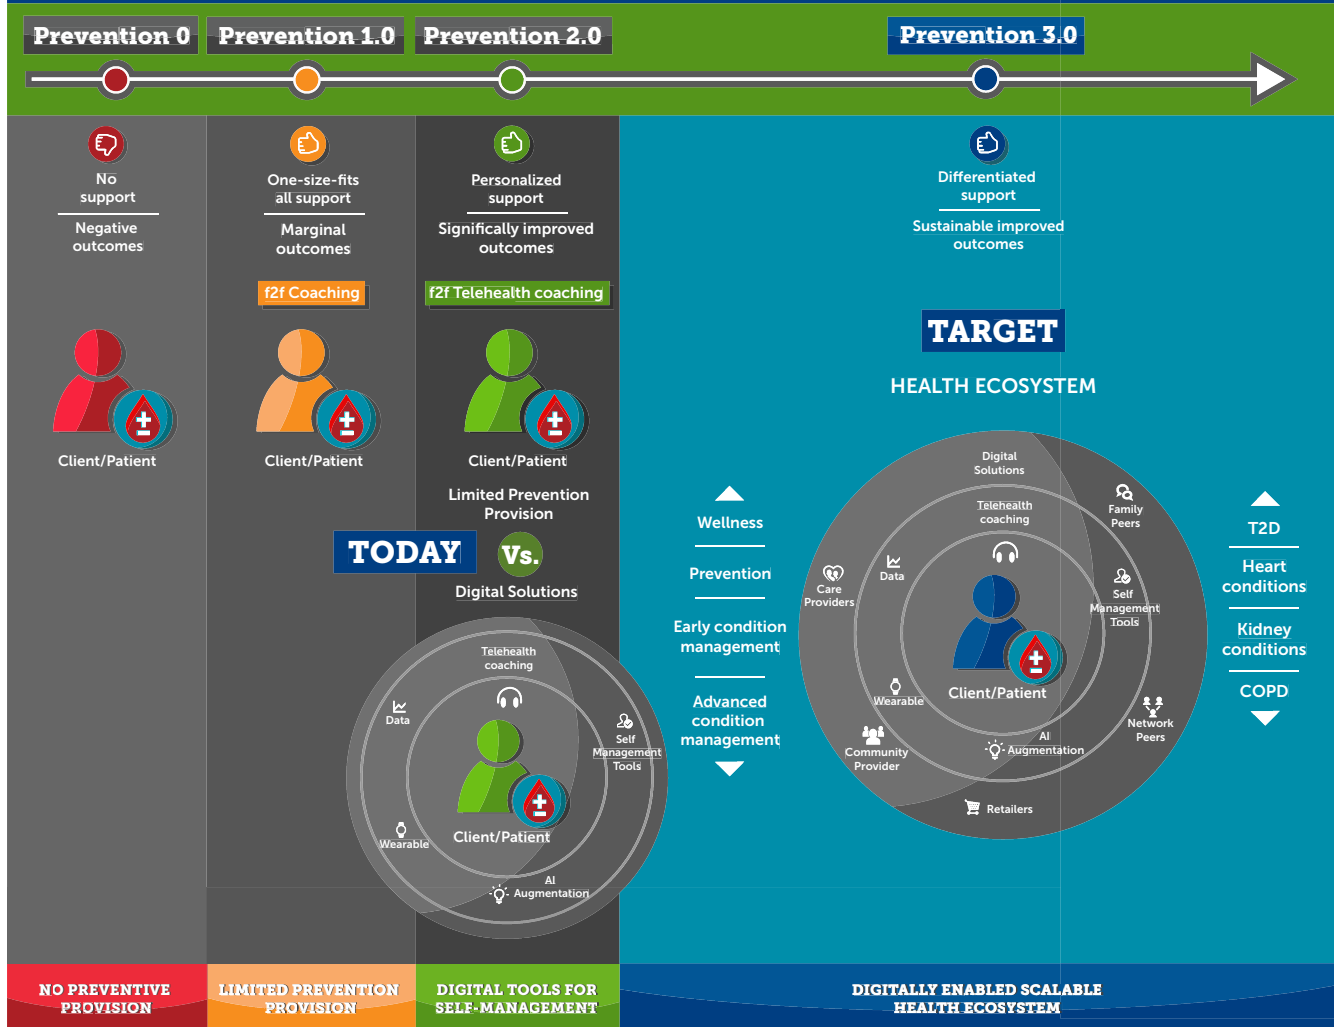 Prevention 0
Prevention 1.0
Prevention 2.0
Prevention 3.0
No
support
Negative
outcomes
One-size-fits
all support
Marginal
outcomes
f2f Coaching
Personalized
support
Significally improved
outcomes
f2f Telehealth coaching
Differentiated
support
Sustainable improved
outcomes
TARGET
HEALTH ECOSYSTEM
Client/Patient
Client/Patient
Client/Patient
Limited Prevention
Provision
TODAY
Vs.
Digital Solutions
Telehealth
coaching
Data
Self
Management
Tools
Wearable
Client/Patient
AI
Augmentation
Wellness
Prevention
Early condition
management
Advanced
condition
management
Digital
Solutions
Telehealth
coaching
Family
Peers
Data
Care
Providers
Self
Management
Tools
Client/Patient
Wearable
Network
Peers
AI
Augmentation
Community
Provider
Retailers
T2D
Heart
conditions
Kidney
conditions
COPD
NO PREVENTIVE
PROVISION
LIMITED PREVENTION
PROVISION
DIGITAL TOOLS FOR
SELF-MANAGEMENT
DIGITALLY ENABLED SCALABLE
HEALTH ECOSYSTEM